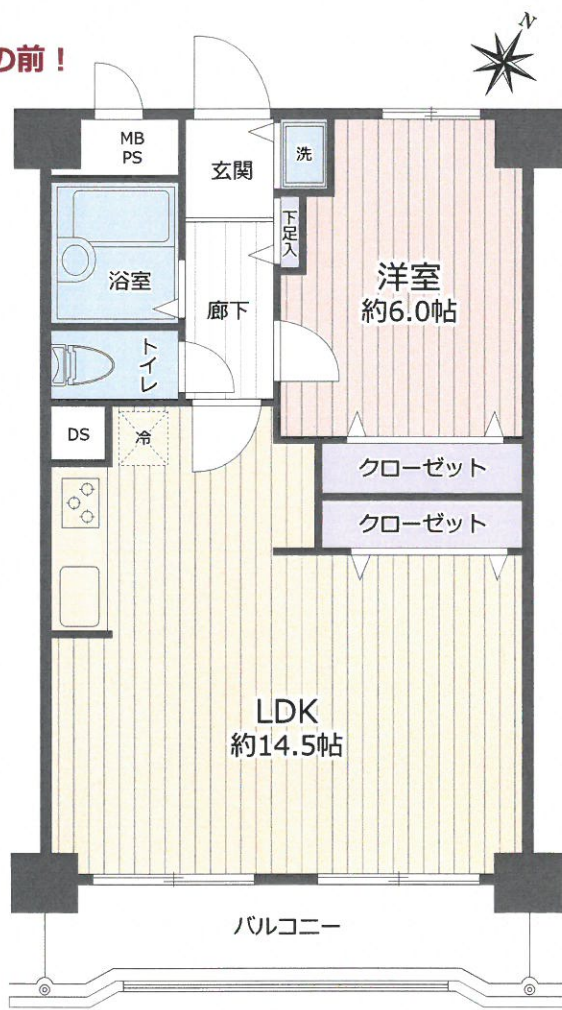 の前！
N
MB
PS
玄関
洗
下足入
浴室
廊下
洋室
約6.0帖
トイレ
DS
冷
クローゼット
クローゼット
LDK
約14.5帖
バルコニー